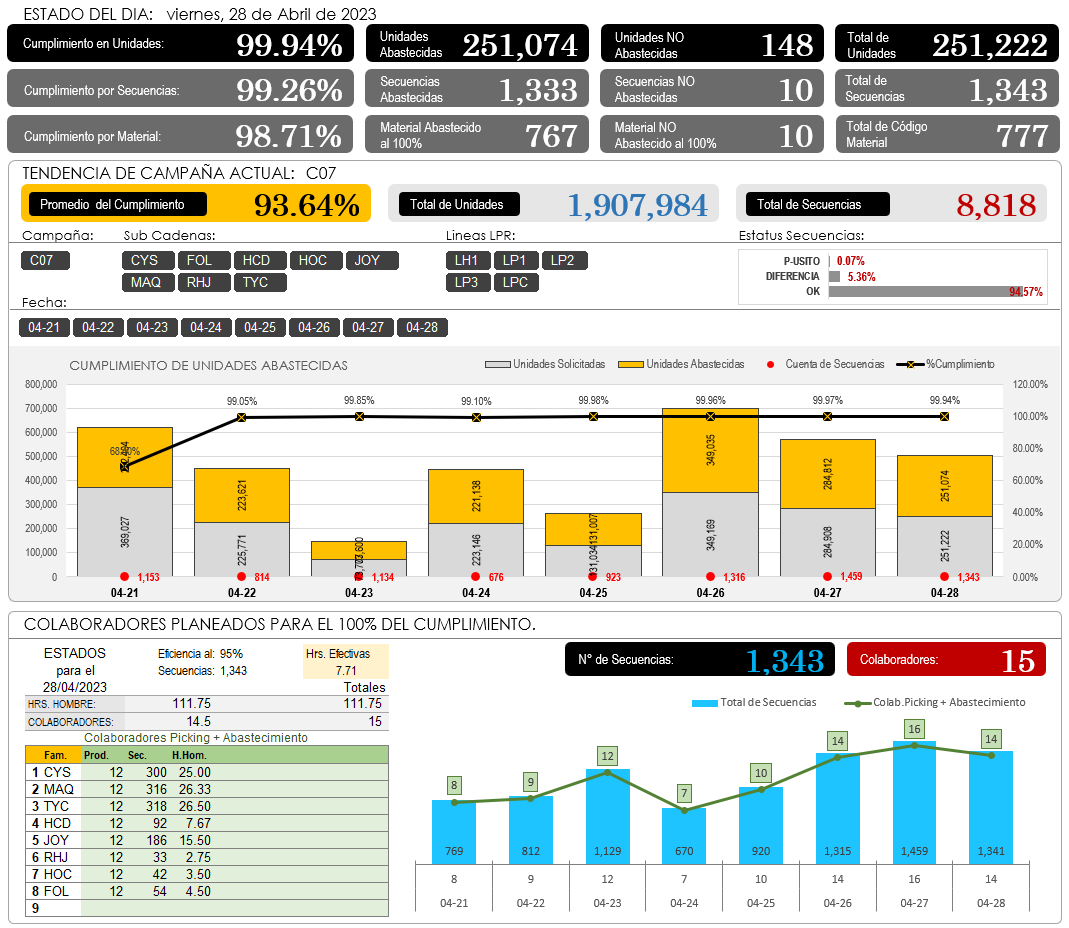 ESTADO DEL DIA: viernes, 28 de Abril de 2023
Cumplimiento en Unidades: 99.94%
Unidades Abastecidas 251,074
Unidades NO Abastecidas 148
Total de Unidades 251,222
Cumplimiento por Secuencias: 99.26%
Secuencias Abastecidas 1,333
Secuencias NO Abastecidas 10
Total de Secuencias 1,343
Cumplimiento por Material: 98.71%
Material Abastecido al 100% 767
Material NO Abastecido al 100% 10
Total de Código Material 777
TENDENCIA DE CAMPAÑA ACTUAL: C07
Promedio del Cumplimiento 93.64%
Total de Unidades 1,907,984
Total de Secuencias 8,818
Campaña: Sub Cadenas: Lineas LPR: Estatus Secuencias:
C07 CYS FOL HCD HOC JOY LH1 LP1 LP2
MAQ RHJ TYC LP3 LPC
P-USITO 0.07%
DIFERENCIA 5.36%
OK 94.57%
Fecha:
04-21 04-22 04-23 04-24 04-25 04-26 04-27 04-28
CUMPLIMIENTO DE UNIDADES ABASTECIDAS
Unidades Solicitadas Unidades Abastecidas Cuenta de Secuencias %Cumplimiento
800,000 120.00%
700,000 100.00%
600,000 80.00%
500,000
400,000 60.00%
300,000 40.00%
200,000
100,000 20.00%
0 0.00%
99.05% 99.85% 99.10% 99.98% 99.96% 99.97% 99.94%
223,621 221,138 131,007 349,035 284,812 251,074
369,027 225,771 223,146 131,034 349,169 284,908 251,222
1,153 814 1,134 676 923 1,316 1,459 1,343
04-21 04-22 04-23 04-24 04-25 04-26 04-27 04-28
COLABORADORES PLANEADOS PARA EL 100% DEL CUMPLIMIENTO.
ESTADOS Eficiencia al: 95% Hrs. Efectivas
para el Secuencias: 1,343 7.71
28/04/2023 Totales
HRS. HOMBRE: 111.75 111.75
COLABORADORES: 14.5 15
Colaboradores Picking + Abastecimiento
Fam. Prod. Sec. H.Hom.
1 CYS 12 300 25.00
2 MAQ 12 316 26.33
3 TYC 12 318 26.50
4 HCD 12 92 7.67
5 JOY 12 186 15.50
6 RHJ 12 33 2.75
7 HOC 12 42 3.50
8 FOL 12 54 4.50
9
N° de Secuencias: 1,343
Colaboradores: 15
Total de Secuencias Colab.Picking + Abastecimiento
8 9 12 7 10 14 16 14
769 812 1,129 670 920 1,315 1,459 1,341
8 9 12 7 10 14 16 14
04-21 04-22 04-23 04-24 04-25 04-26 04-27 04-28